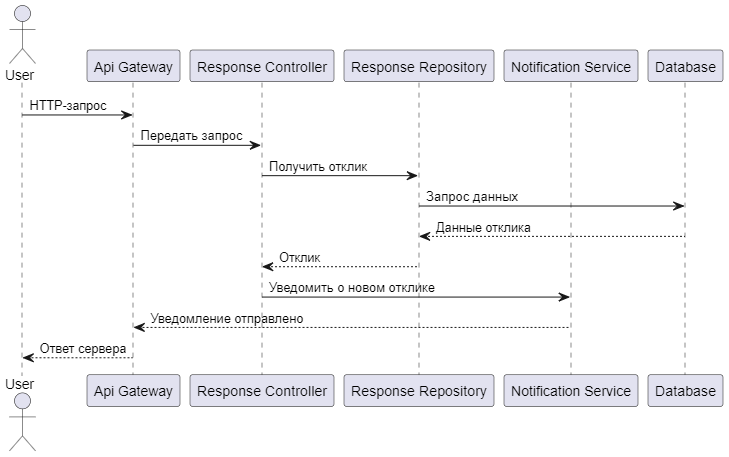 User
Api Gateway
Response Controller
Response Repository
Notification Service
Database
HTTP-запрос
Передать запрос
Получить отклик
Запрос данных
Данные отклика
Отклик
Уведомить о новом отклике
Уведомление отправлено
Ответ сервера
User
Api Gateway
Response Controller
Response Repository
Notification Service
Database